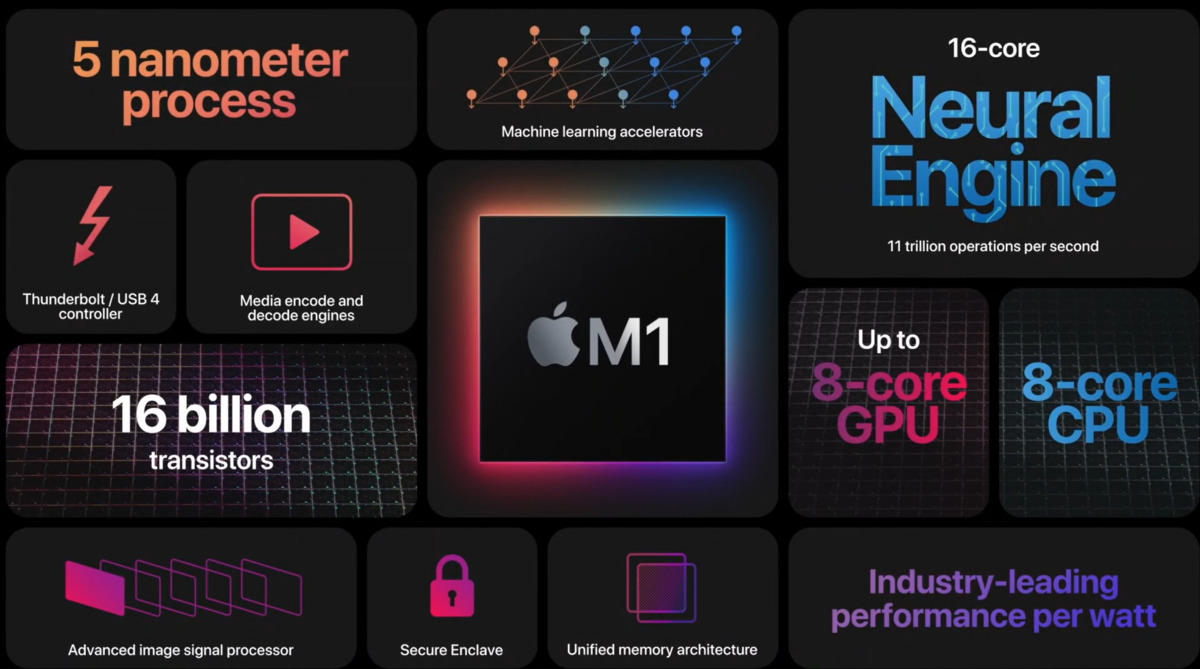 5 nanometer
process
Machine learning accelerators
16-core
Neural
Engine
11 trillion operations per second
Thunderbolt / USB 4
controller
Media encode and
decode engines
M1
Up to
8-core
GPU
8-core
CPU
16 billion
transistors
Advanced image signal processor
Secure Enclave
Unified memory architecture
Industry-leading
performance per watt